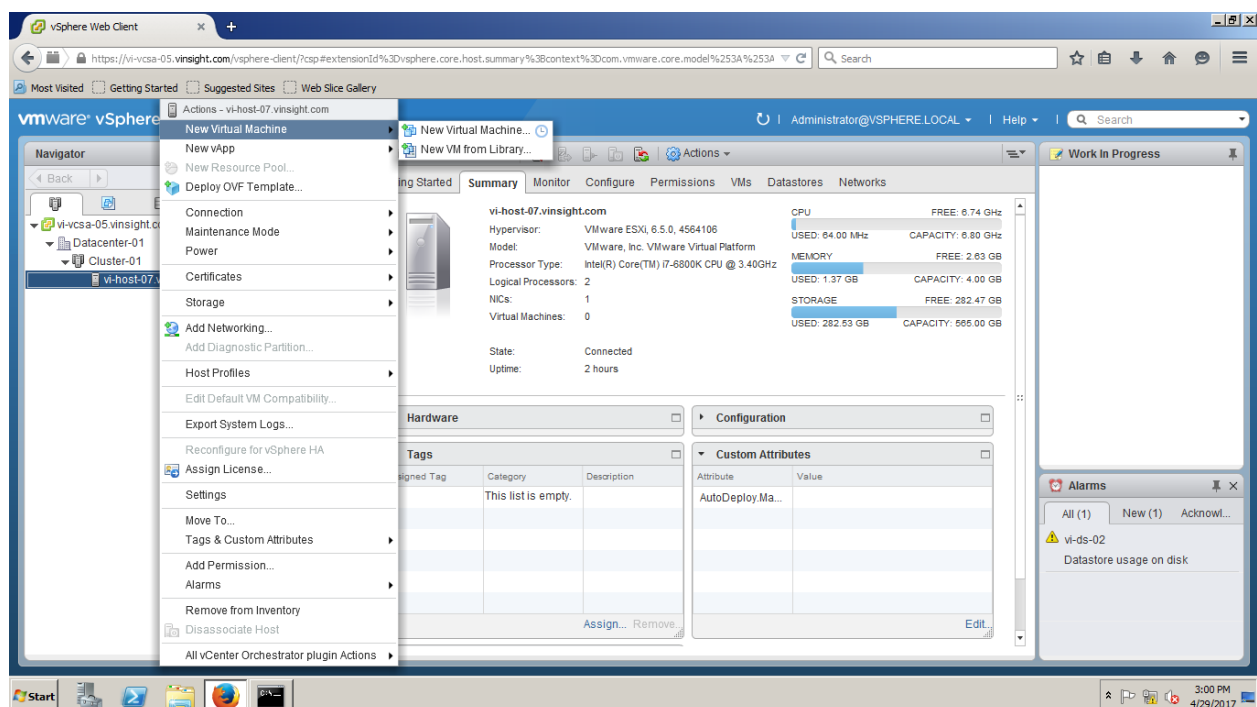 vSphere Web Client
https://vi-vcsa-05.vinsight.com/vsphere-client/?csp#extensionId%3Dvsphere.core.host.summary%3Bcontext%3Dcom.vmware.core.model%253A%253A
Search
Most Visited Getting Started Suggested Sites Web Slice Gallery
vmware® vSphere
Administrator@VSPHERE.LOCAL
Help
Search
Navigator
Back
vi-vcsa-05.vinsight.co
Datacenter-01
Cluster-01
vi-host-07.v
Actions - vi-host-07.vinsight.com
New Virtual Machine
New vApp
New Resource Pool...
Deploy OVF Template...
Connection
Maintenance Mode
Power
Certificates
Storage
Add Networking...
Add Diagnostic Partition...
Host Profiles
Edit Default VM Compatibility...
Export System Logs...
Reconfigure for vSphere HA
Assign License...
Settings
Move To...
Tags & Custom Attributes
Add Permission...
Alarms
Remove from Inventory
Disassociate Host
All vCenter Orchestrator plugin Actions
New Virtual Machine...
New VM from Library...
Actions
ing Started Summary Monitor Configure Permissions VMs Datastores Networks
vi-host-07.vinsight.com
Hypervisor: VMware ESXi, 6.5.0, 4564106
Model: VMware, Inc. VMware Virtual Platform
Processor Type: Intel(R) Core(TM) i7-6800K CPU @ 3.40GHz
Logical Processors: 2
NICs: 1
Virtual Machines: 0
State: Connected
Uptime: 2 hours
CPU FREE: 6.74 GHz
USED: 64.00 MHz CAPACITY: 6.80 GHz
MEMORY FREE: 2.63 GB
USED: 1.37 GB CAPACITY: 4.00 GB
STORAGE FREE: 282.47 GB
USED: 282.53 GB CAPACITY: 565.00 GB
Hardware
Configuration
Tags
signed Tag Category Description
This list is empty.
Assign... Remove...
Custom Attributes
Attribute Value
AutoDeploy.Ma...
Edit...
Work In Progress
Alarms
All (1) New (1) Acknowl...
vi-ds-02
Datastore usage on disk
Start
3:00 PM
4/29/2017